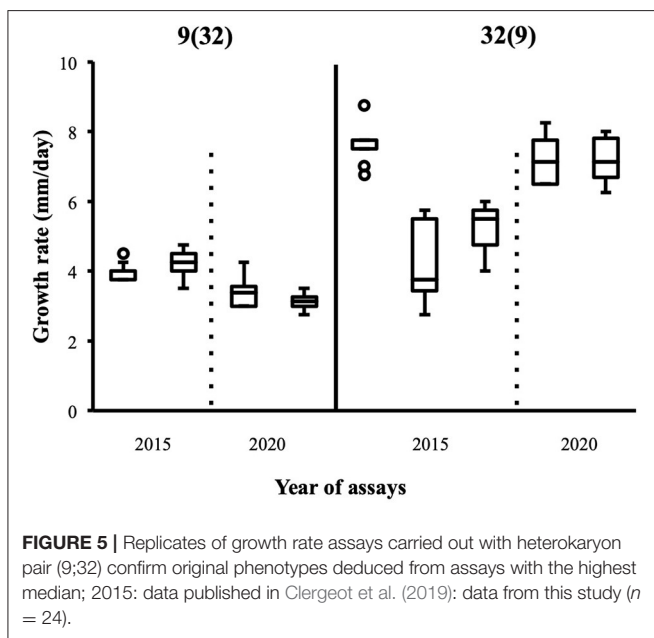 9(32) 32(9)
10
8
6
4
2
0
Growth rate (mm/day)
2015 2020 2015 2020
Year of assays
FIGURE 5 | Replicates of growth rate assays carried out with heterokaryon
pair (9;32) confirm original phenotypes deduced from assays with the highest
median; 2015: data published in Clergeot et al. (2019): data from this study (n
= 24).